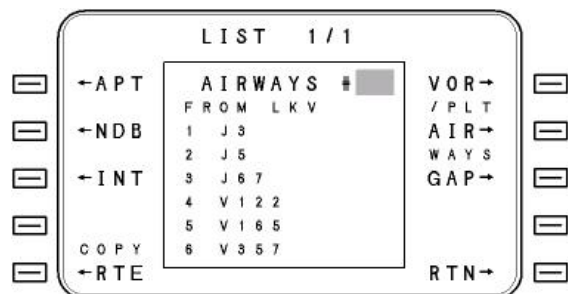 LIST 1/1
←APT AIRWAYS # VOR→
FROM LKV /PLT
←NDB 1 J3 AIR→
2 J5 WAYS
←INT 3 J67 GAP→
4 V122
5 V165
COPY 6 V357
←RTE RTN→